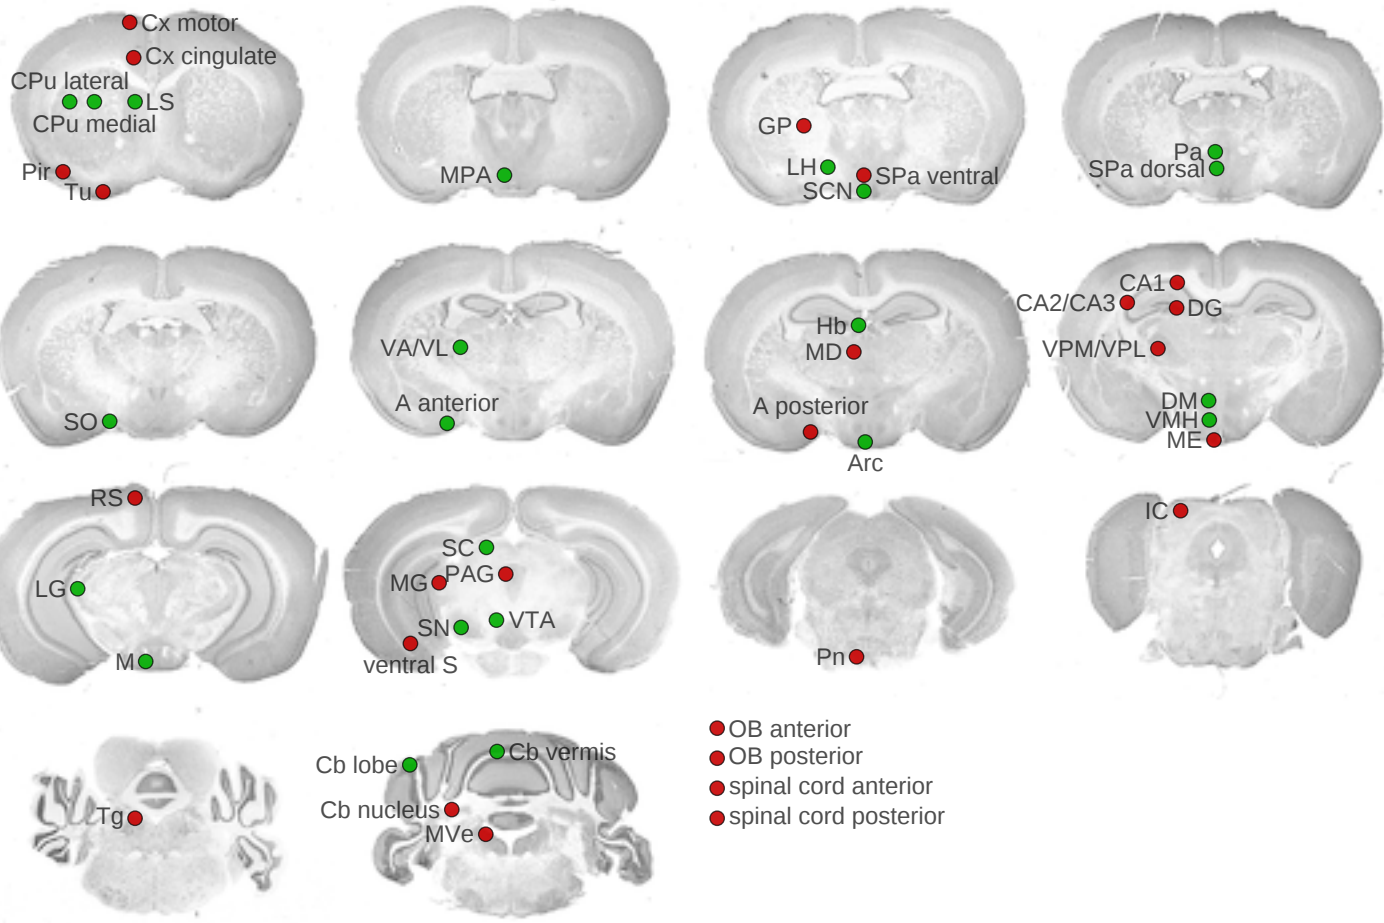 Cx motor
Cx cingulate
CPu lateral
LS
CPu medial
Pir
Tu
MPA
GP
LH
SPa ventral
SCN
Pa
SPa dorsal
SO
VA/VL
A anterior
Hb
MD
A posterior
Arc
CA1
CA2/CA3
DG
VPM/VPL
DM
VMH
ME
RS
LG
M
SC
MG
PAG
SN
VTA
ventral S
Pn
IC
Tg
Cb lobe
Cb vermis
Cb nucleus
MVe
OB anterior
OB posterior
spinal cord anterior
spinal cord posterior